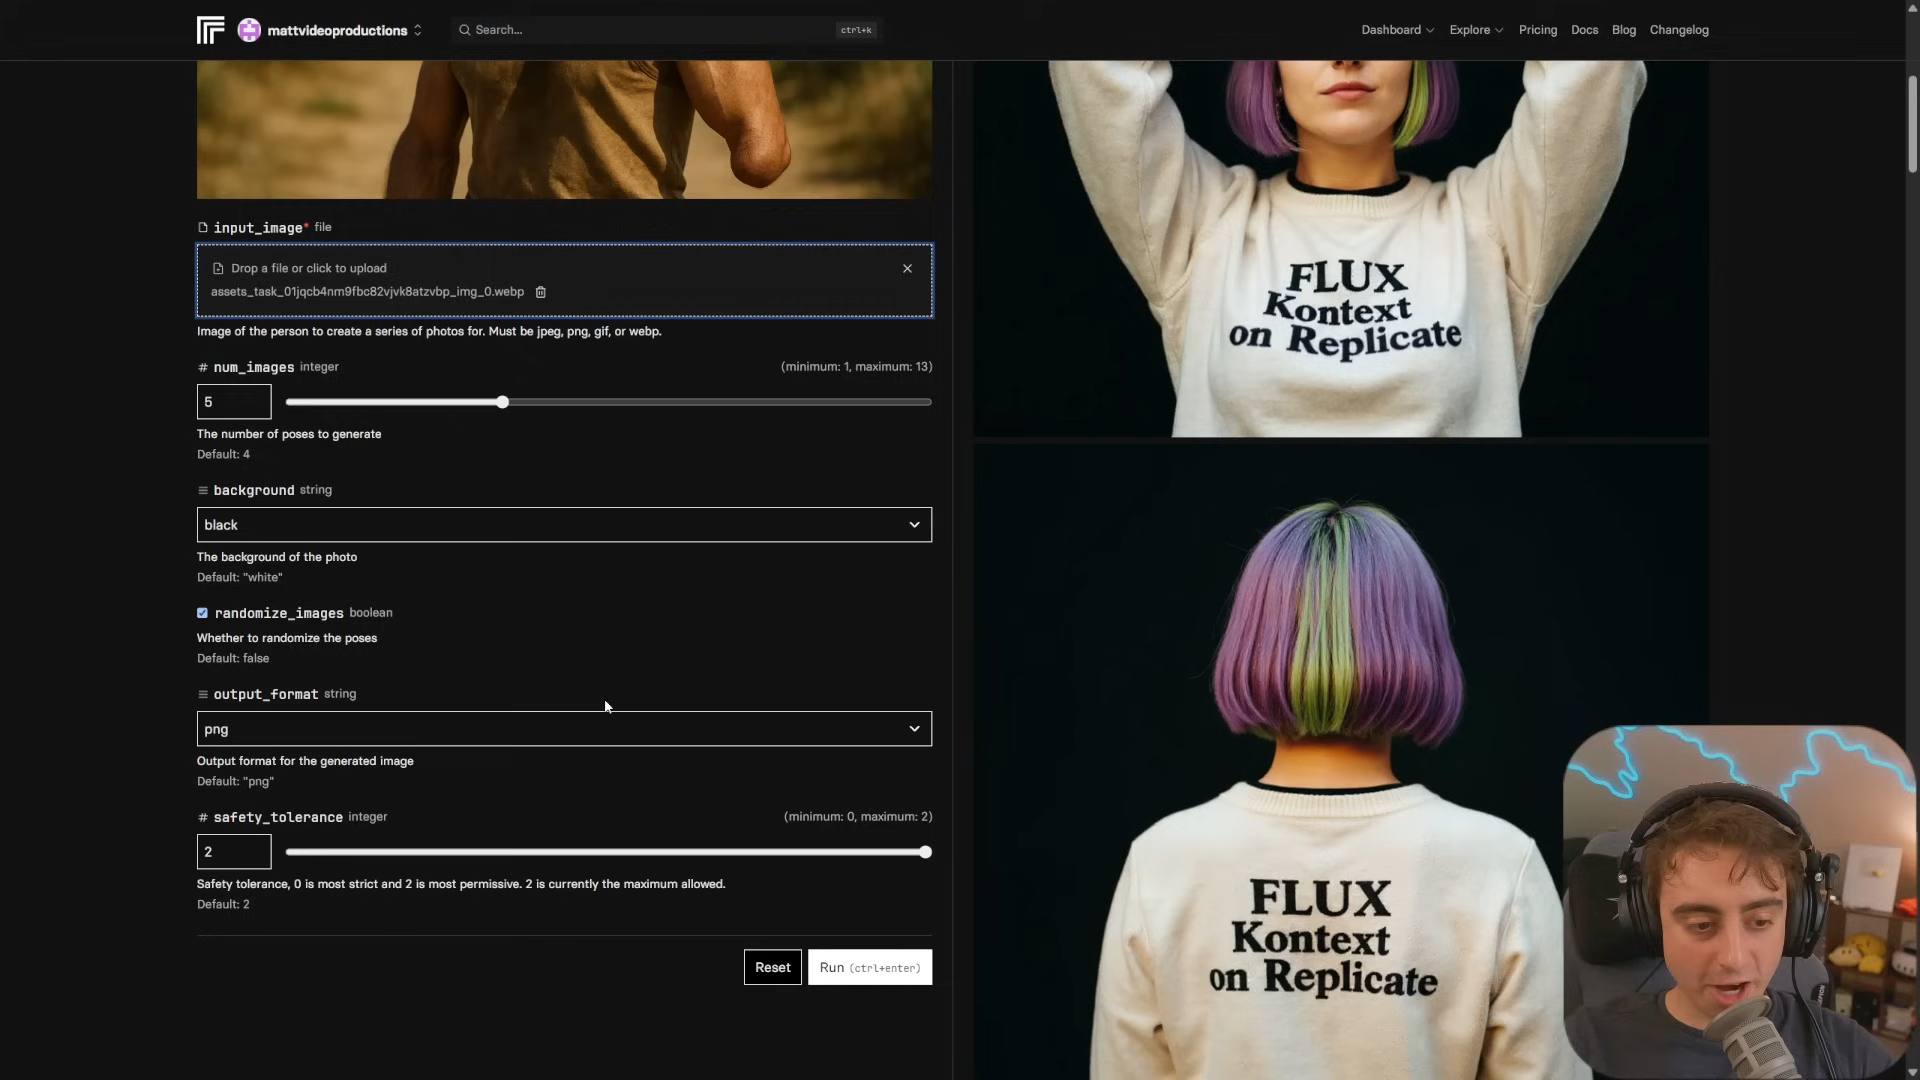 mattvideoproductions
Search...
ctrl+k
Dashboard
Explore
Pricing
Docs
Blog
Changelog
input_image* file
Drop a file or click to upload
assets_task_01jqcb4nm9fbc82vjvk8atzvbp_img_0.webp
Image of the person to create a series of photos for. Must be jpeg, png, gif, or webp.
# num_images integer
(minimum: 1, maximum: 13)
5
The number of poses to generate
Default: 4
background string
black
The background of the photo
Default: "white"
randomize_images boolean
Whether to randomize the poses
Default: false
output_format string
png
Output format for the generated image
Default: "png"
# safety_tolerance integer
(minimum: 0, maximum: 2)
2
Safety tolerance, 0 is most strict and 2 is most permissive. 2 is currently the maximum allowed.
Default: 2
Reset
Run (ctrl+enter)
FLUX
Kontext
on Replicate
FLUX
Kontext
on Replicate